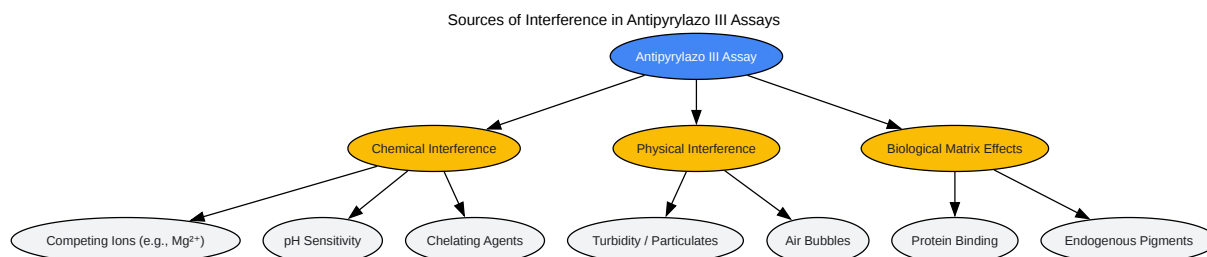 Sources of Interference in Antipyrylazo III Assays
Antipyrylazo III Assay
Chemical Interference
Physical Interference
Biological Matrix Effects
Competing Ions (e.g., Mg²⁺)
pH Sensitivity
Chelating Agents
Turbidity / Particulates
Air Bubbles
Protein Binding
Endogenous Pigments